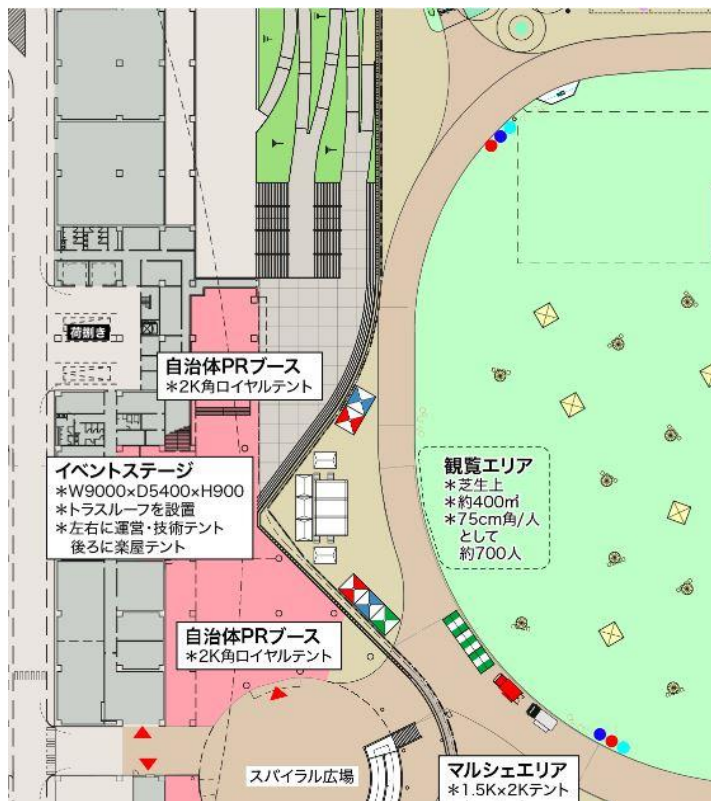 荷捌き
自治体PRブース
*2K角ロイヤルテント
イベントステージ
*W9000×D5400×H900
*トラスルーフを設置
*左右に運営・技術テント
後ろに楽屋テント
観覧エリア
*芝生上
*約400㎡
*75cm角/人
として
約700人
自治体PRブース
*2K角ロイヤルテント
スパイラル広場
マルシェエリア
*1.5K×2Kテント